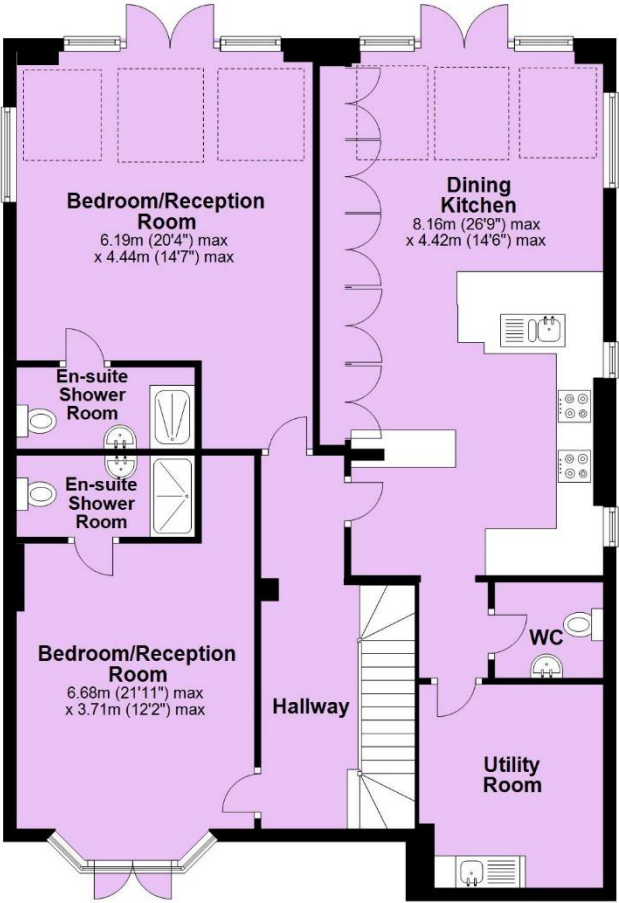 Bedroom/Reception
Room
6.19m (20'4") max
x 4.44m (14'7") max
Dining
Kitchen
8.16m (26'9") max
x 4.42m (14'6") max
En-suite
Shower
Room
En-suite
Shower
Room
Bedroom/Reception
Room
6.68m (21'11") max
x 3.71m (12'2") max
Hallway
WC
Utility
Room